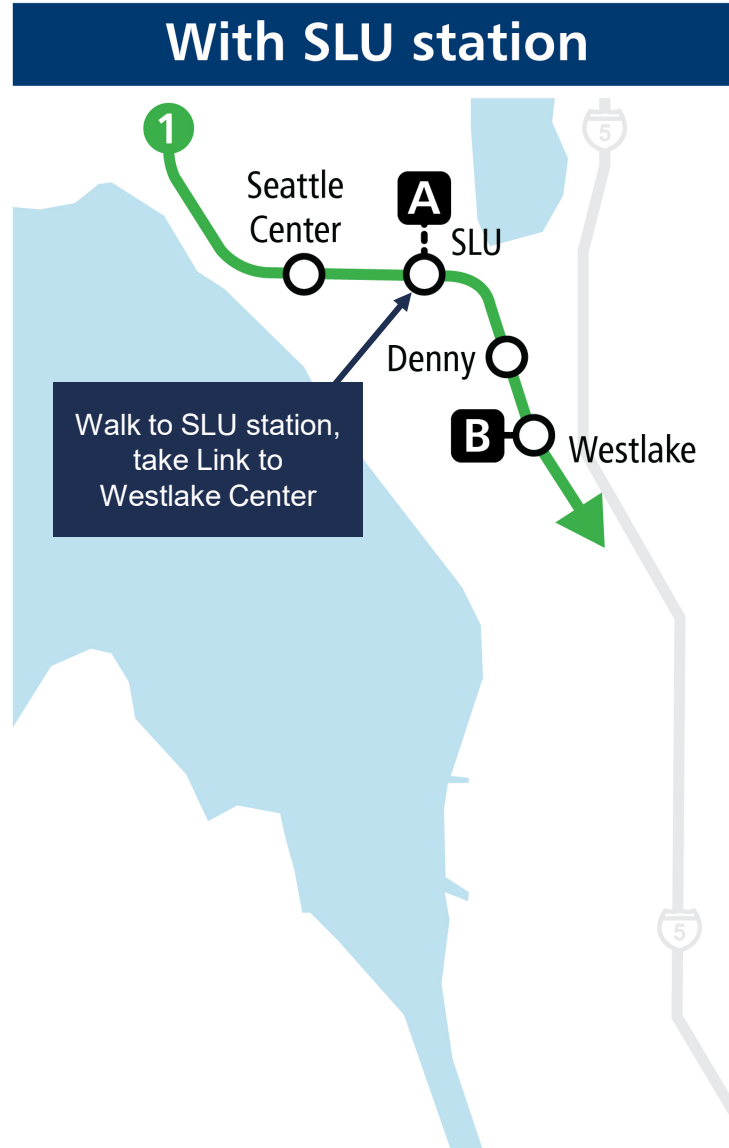 With SLU station
1
5
Seattle
Center
A
SLU
Denny
B
Westlake
Walk to SLU station,
take Link to
Westlake Center
5